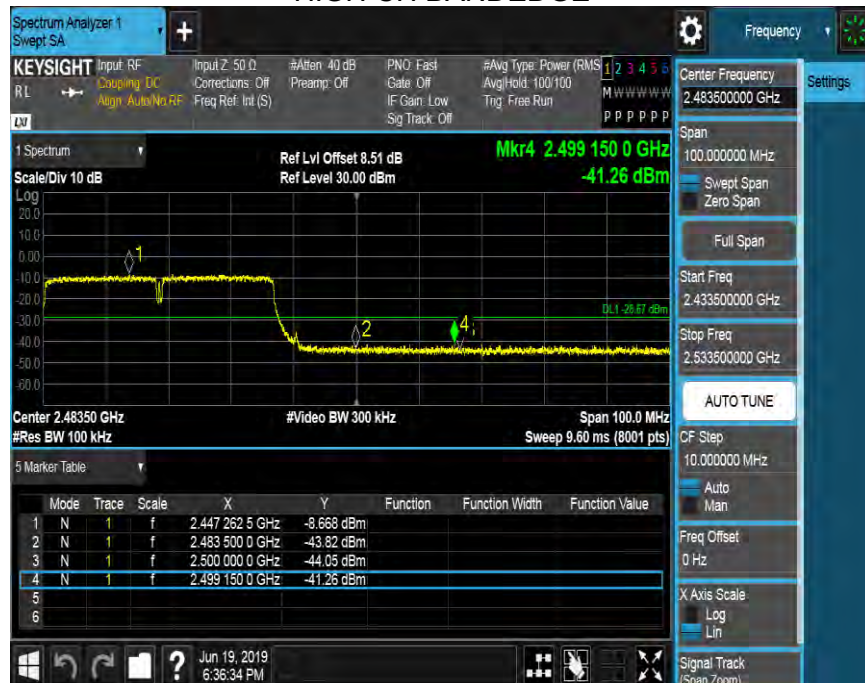 HIGH CH BANDEDGE
Spectrum Analyzer 1
Swept SA
+
Frequency
KEYSIGHT
RL
LXI
Input: RF
Coupling: DC
Align: Auto/No RF
Input Z: 50 Ω
Corrections: Off
Freq Ref: Int (S)
#Atten: 40 dB
Preamp: Off
PNO: Fast
Gate: Off
IF Gain: Low
Sig Track: Off
#Avg Type: Power (RMS
Avg|Hold: 100/100
Trig: Free Run
1 2 3 4 5 6
M W W W W W
P P P P P P
Center Frequency
2.483500000 GHz
Settings
Span
100.000000 MHz
Swept Span
Zero Span
Full Span
Start Freq
2.433500000 GHz
Stop Freq
2.533500000 GHz
AUTO TUNE
CF Step
10.000000 MHz
Auto
Man
Freq Offset
0 Hz
X Axis Scale
Log
Lin
Signal Track
(Span Zoom)
1 Spectrum
Scale/Div 10 dB
Ref Lvl Offset 8.51 dB
Ref Level 30.00 dBm
Mkr4 2.499 150 0 GHz
-41.26 dBm
Log
20.0
10.0
0.00
-10.0
-20.0
-30.0
-40.0
-50.0
-60.0
1
2
4
DL1 -28.67 dBm
Center 2.48350 GHz
#Res BW 100 kHz
#Video BW 300 kHz
Span 100.0 MHz
Sweep 9.60 ms (8001 pts)
5 Marker Table
Mode Trace Scale X Y Function Function Width Function Value
1 N 1 f 2.447 262 5 GHz -8.668 dBm
2 N 1 f 2.483 500 0 GHz -43.82 dBm
3 N 1 f 2.500 000 0 GHz -44.05 dBm
4 N 1 f 2.499 150 0 GHz -41.26 dBm
5
6
?
Jun 19, 2019
6:36:34 PM